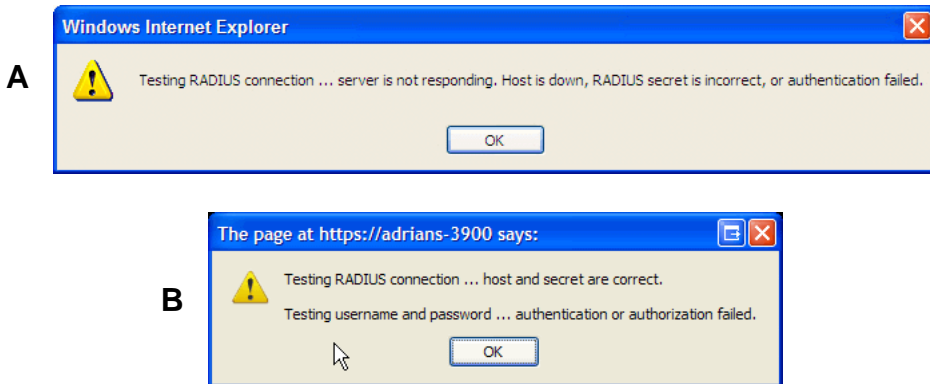 Windows Internet Explorer
A
Testing RADIUS connection ... server is not responding. Host is down, RADIUS secret is incorrect, or authentication failed.
OK
The page at https://adrians-3900 says:
B
Testing RADIUS connection ... host and secret are correct.
Testing username and password ... authentication or authorization failed.
OK